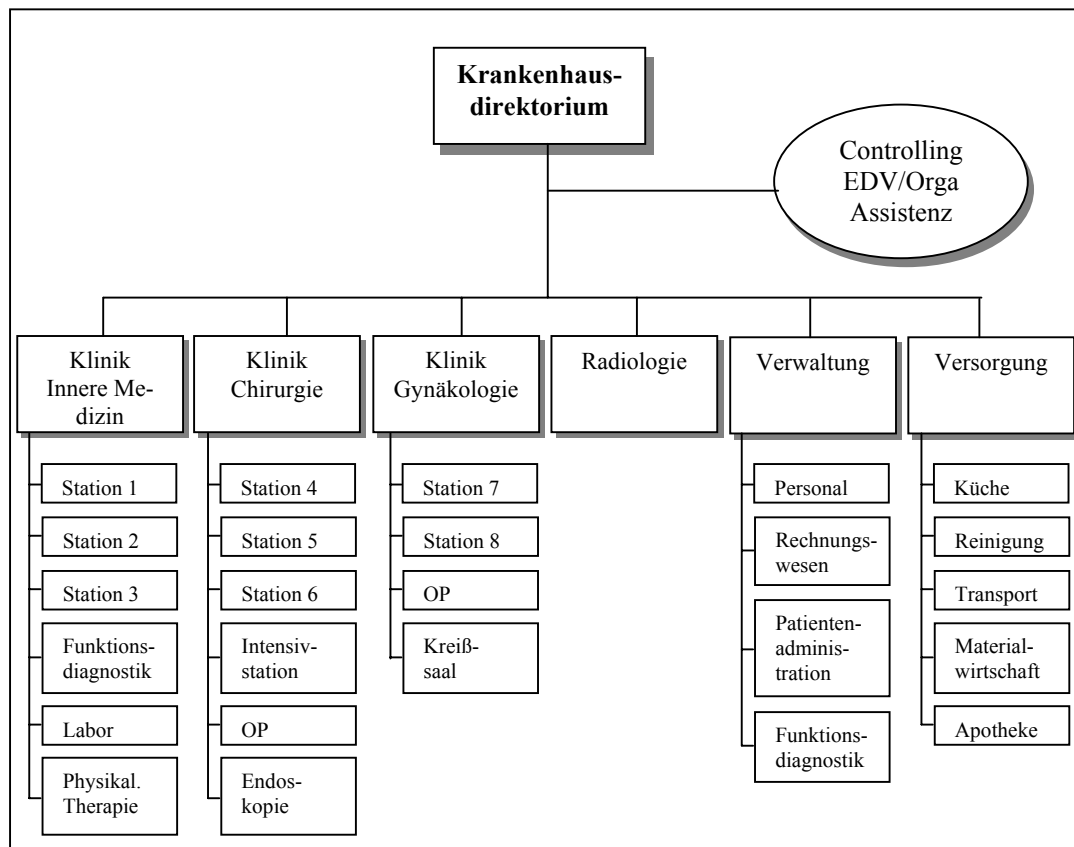 Krankenhaus-
direktorium
Controlling
EDV/Orga
Assistenz
Klinik
Innere Me-
dizin
Klinik
Chirurgie
Klinik
Gynäkologie
Radiologie
Verwaltung
Versorgung
Station 1
Station 2
Station 3
Funktions-
diagnostik
Labor
Physikal.
Therapie
Station 4
Station 5
Station 6
Intensiv-
station
OP
Endos-
kopie
Station 7
Station 8
OP
Kreiß-
saal
Personal
Rechnungs-
wesen
Patienten-
adminis-
tration
Funktions-
diagnostik
Küche
Reinigung
Transport
Material-
wirtschaft
Apotheke